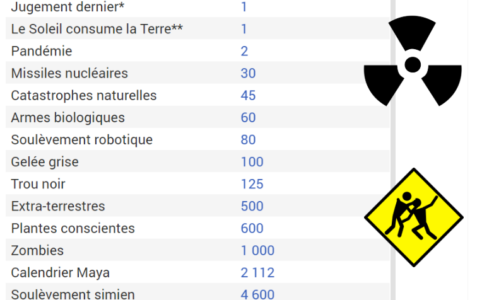 Jugement dernier* 1
Le Soleil consume la Terre** 1
Pandémie 2
Missiles nucléaires 30
Catastrophes naturelles 45
Armes biologiques 60
Soulèvement robotique 80
Gelée grise 100
Trou noir 125
Extra-terrestres 500
Plantes conscientes 600
Zombies 1 000
Calendrier Maya 2 112
Soulèvement simien 4 600